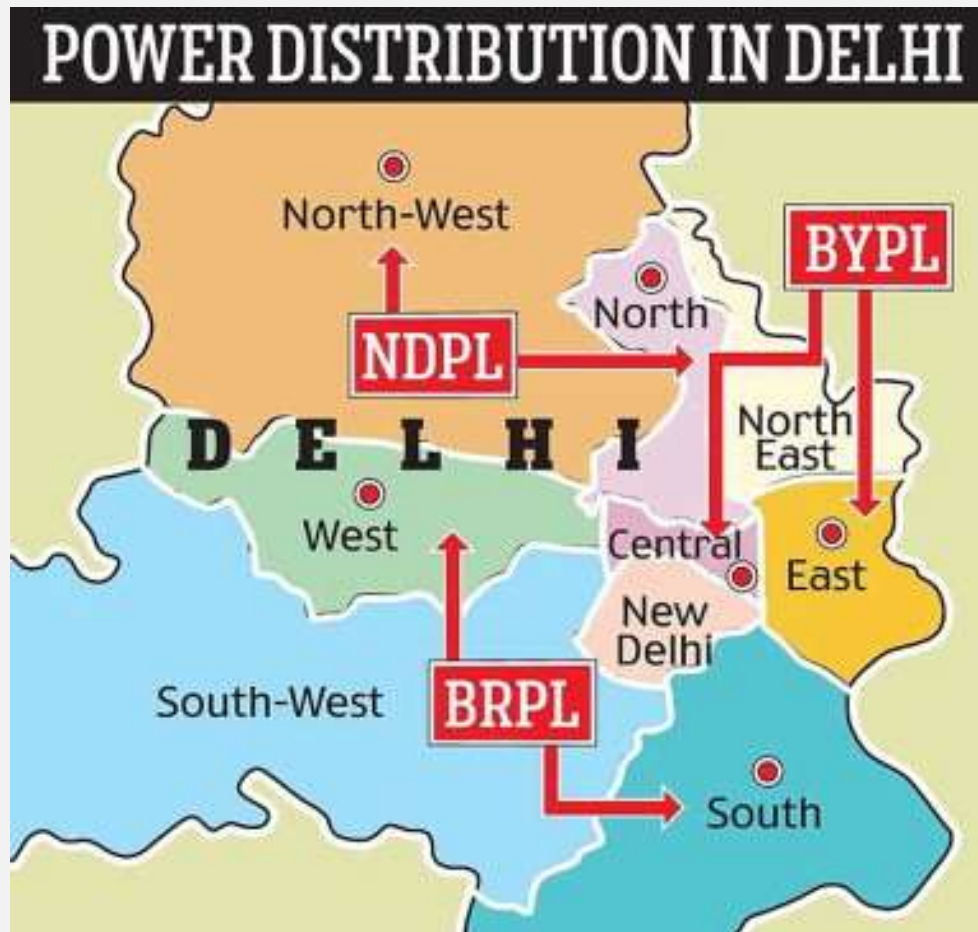 POWER DISTRIBUTION IN DELHI
North-West
BYPL
North
NDPL
DELHI
North
East
West
Central
East
New
Delhi
South-West
BRPL
South